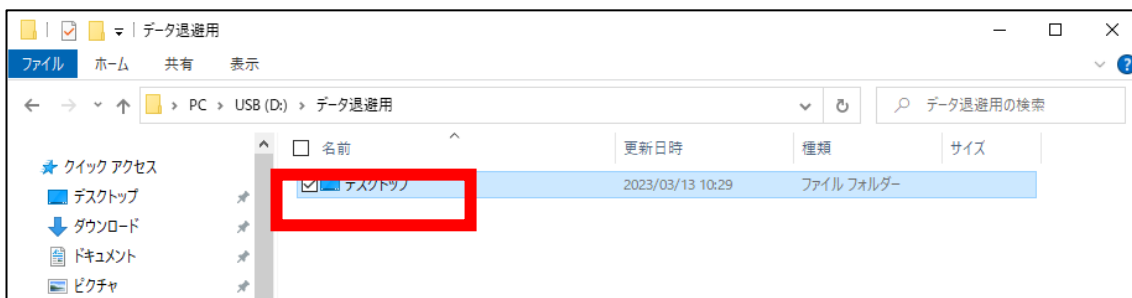 データ退避用
ファイル ホーム 共有 表示
PC › USB (D:) › データ退避用
データ退避用の検索
名前 更新日時 種類 サイズ
クイック アクセス
デスクトップ 2023/03/13 10:29 ファイル フォルダー
デスクトップ
ダウンロード
ドキュメント
ピクチャ